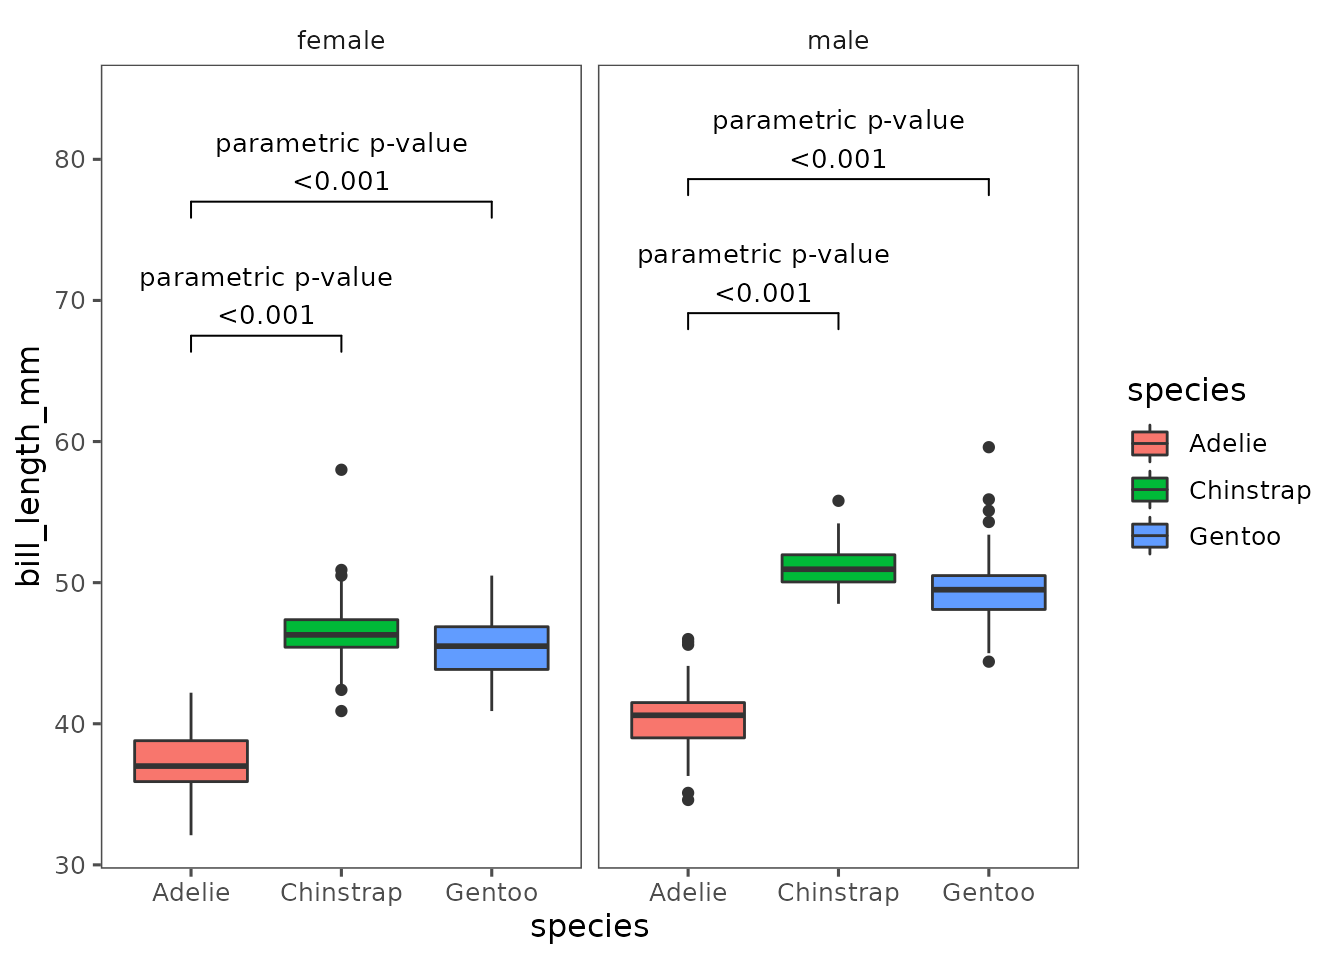 female
male
parametric p-value
<0.001
parametric p-value
<0.001
parametric p-value
<0.001
parametric p-value
<0.001
bill_length_mm
80
70
60
50
40
30
Adelie
Chinstrap
Gentoo
Adelie
Chinstrap
Gentoo
species
species
Adelie
Chinstrap
Gentoo